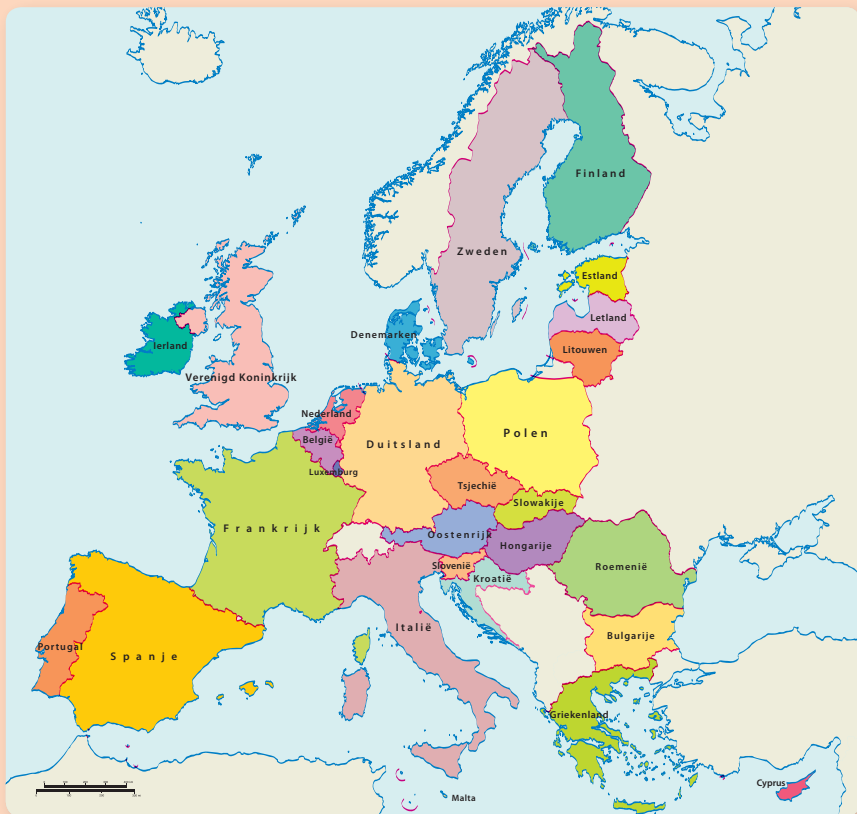 Finland
Zweden
Estland
Letland
Denemarken
Ierland
Litouwen
Verenigd Koninkrijk
Nederland
Polen
België
Duitsland
Luxemburg
Tsjechië
Slowakije
Frankrijk
Oostenrijk
Hongarije
Slovenië
Roemenië
Kroatië
Italië
Bulgarije
Portugal
Spanje
Griekenland
Cyprus
Malta